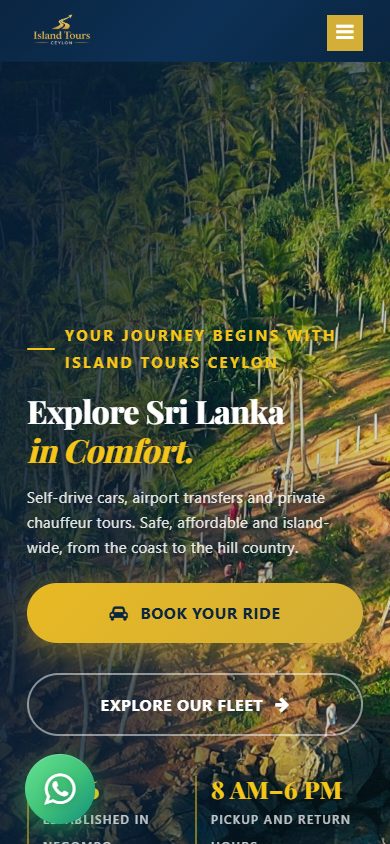 Island Tours
CEYLON
YOUR JOURNEY BEGINS WITH
ISLAND TOURS CEYLON
Explore Sri Lanka
in Comfort.
Self-drive cars, airport transfers and private
chauffeur tours. Safe, affordable and island-
wide, from the coast to the hill country.
BOOK YOUR RIDE
EXPLORE OUR FLEET
8 AM–6 PM
IN
PICKUP AND RETURN